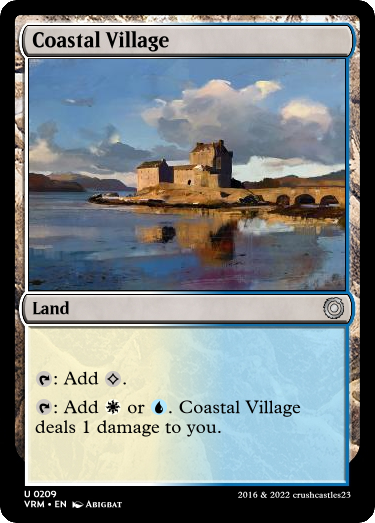 Coastal Village
Land
: Add .
: Add or . Coastal Village
deals 1 damage to you.
U 0209
VRM • EN ABIGBAT
2016 & 2022 crushcastles23